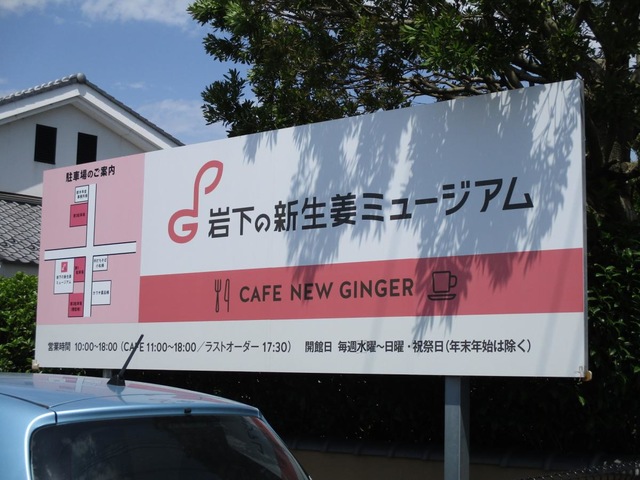 駐車場のご案内
岩下の新生姜ミュージアム
CAFE NEW GINGER
営業時間 10:00~18:00 (CAFE 11:00~18:00/ラストオーダー 17:30) 開館日 毎週水曜~日曜・祝祭日(年末年始は除く)